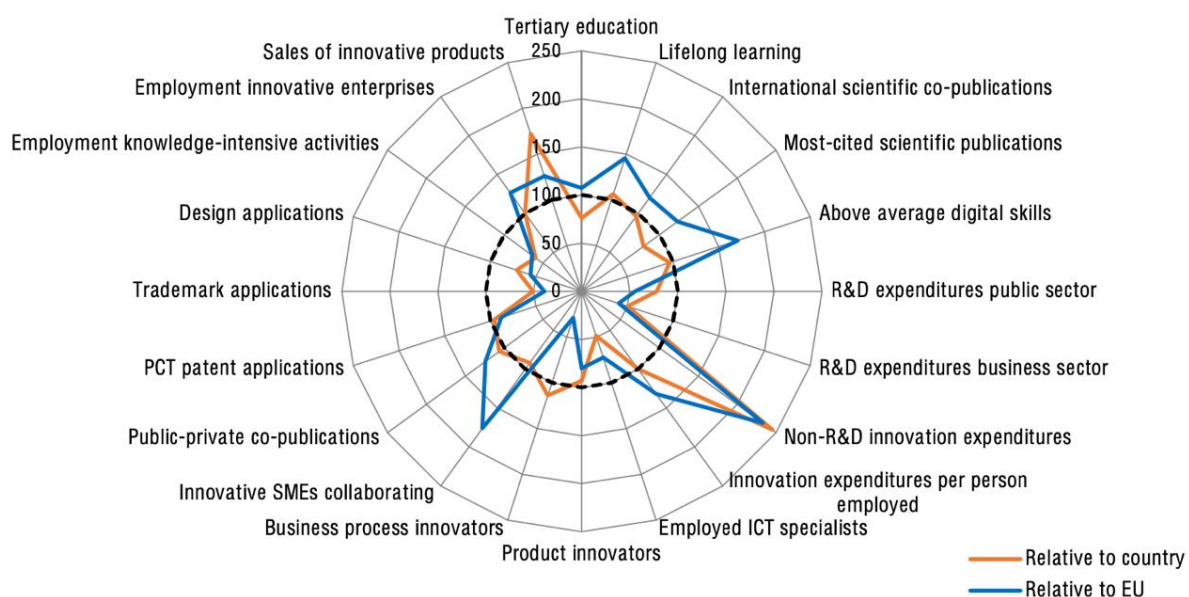 Tertiary education
Lifelong learning
International scientific co-publications
Most-cited scientific publications
Above average digital skills
R&D expenditures public sector
R&D expenditures business sector
Non-R&D innovation expenditures
Innovation expenditures per person
employed
Employed ICT specialists
Product innovators
Business process innovators
Innovative SMEs collaborating
Public-private co-publications
PCT patent applications
Trademark applications
Design applications
Employment knowledge-intensive activities
Employment innovative enterprises
Sales of innovative products
250
200
150
100
50
0
Relative to country
Relative to EU